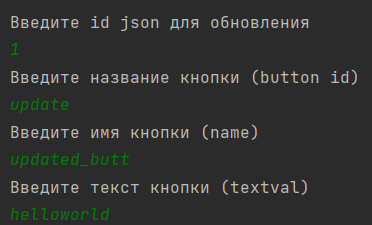 Введите id json для обновления
1
Введите название кнопки (button id)
update
Введите имя кнопки (name)
updated_butt
Введите текст кнопки (textval)
helloworld